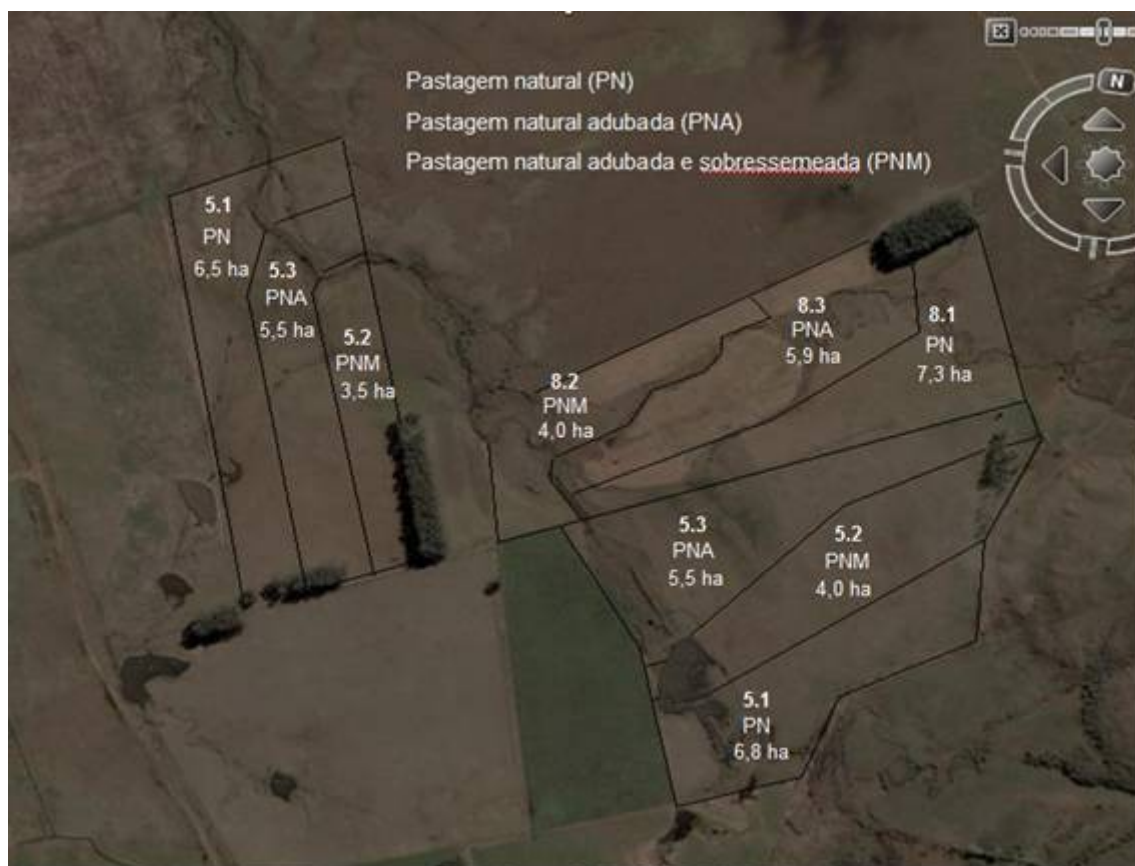 N
Pastagem natural (PN)
Pastagem natural adubada (PNA)
Pastagem natural adubada e sobressemeada (PNM)
5.1
PN
6,5 ha
5.3
PNA
5,5 ha
5.2
PNM
3,5 ha
8.2
PNM
4,0 ha
8.3
PNA
5,9 ha
8.1
PN
7,3 ha
5.3
PNA
5,5 ha
5.2
PNM
4,0 ha
5.1
PN
6,8 ha